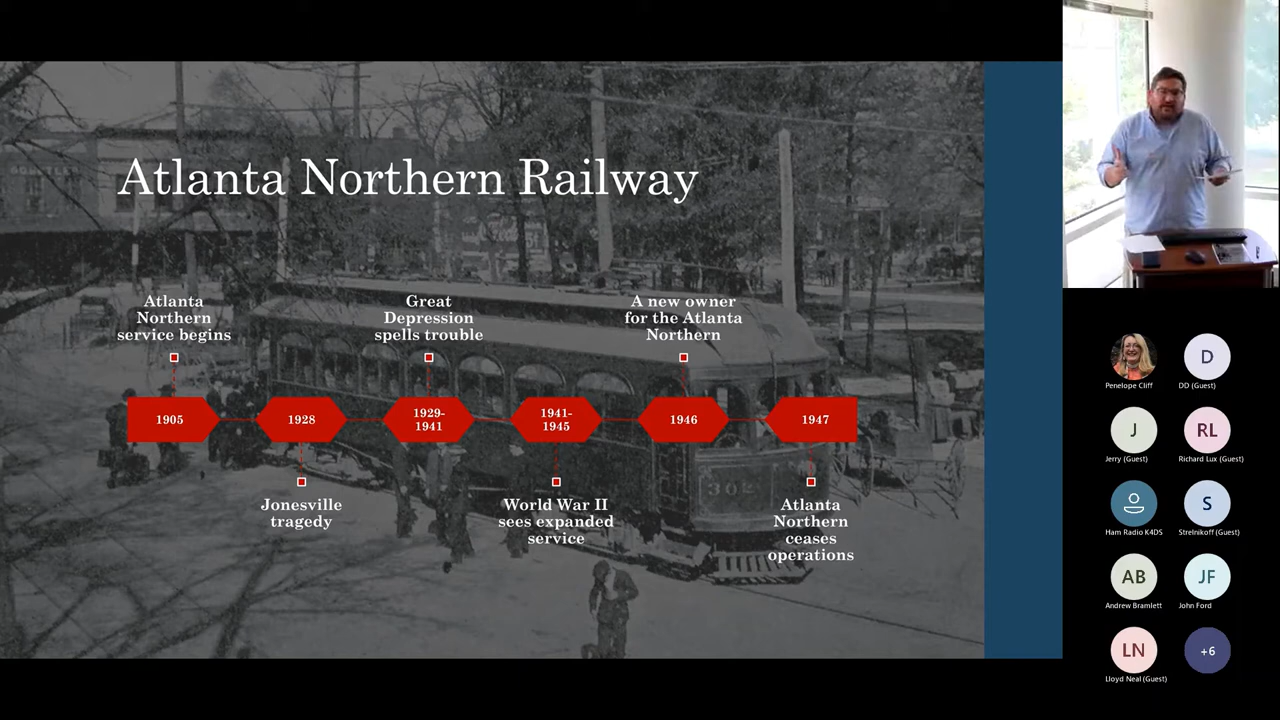 Atlanta Northern Railway
Atlanta
Northern
service begins
Great
Depression
spells trouble
A new owner
for the Atlanta
Northern
1905
1928
1929-
1941
1941-
1945
1946
1947
Jonesville
tragedy
World War II
sees expanded
service
Atlanta
Northern
ceases
operations
302
Penelope Cliff
D
DD (Guest)
J
Jerry (Guest)
RL
Richard Lux (Guest)
Ham Radio K4DS
S
Strelnikoff (Guest)
AB
Andrew Bramlett
JF
John Ford
LN
Lloyd Neal (Guest)
+6